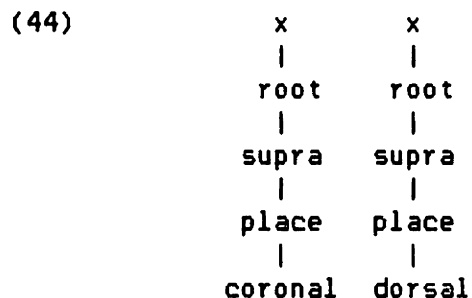 (44) x x
| |
root root
| |
supra supra
| |
place place
| |
coronal dorsal